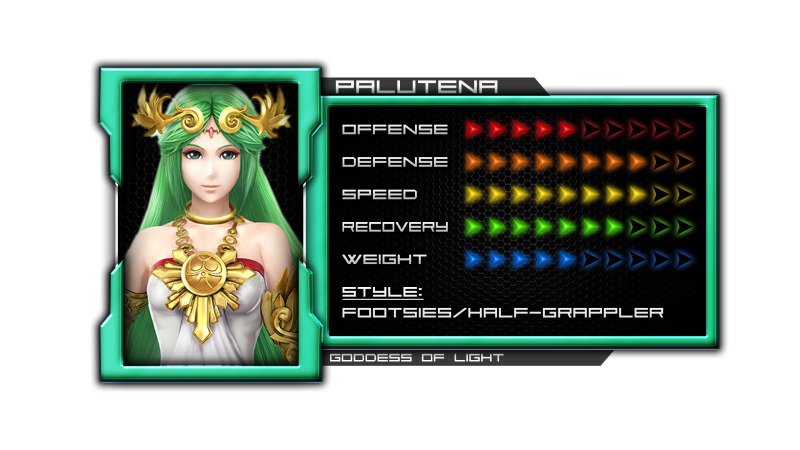 PALUTENA
OFFENSE
DEFENSE
SPEED
RECOVERY
WEIGHT
STYLE:
FOOTSIES/HALF-GRAPPLER
GODDESS OF LIGHT